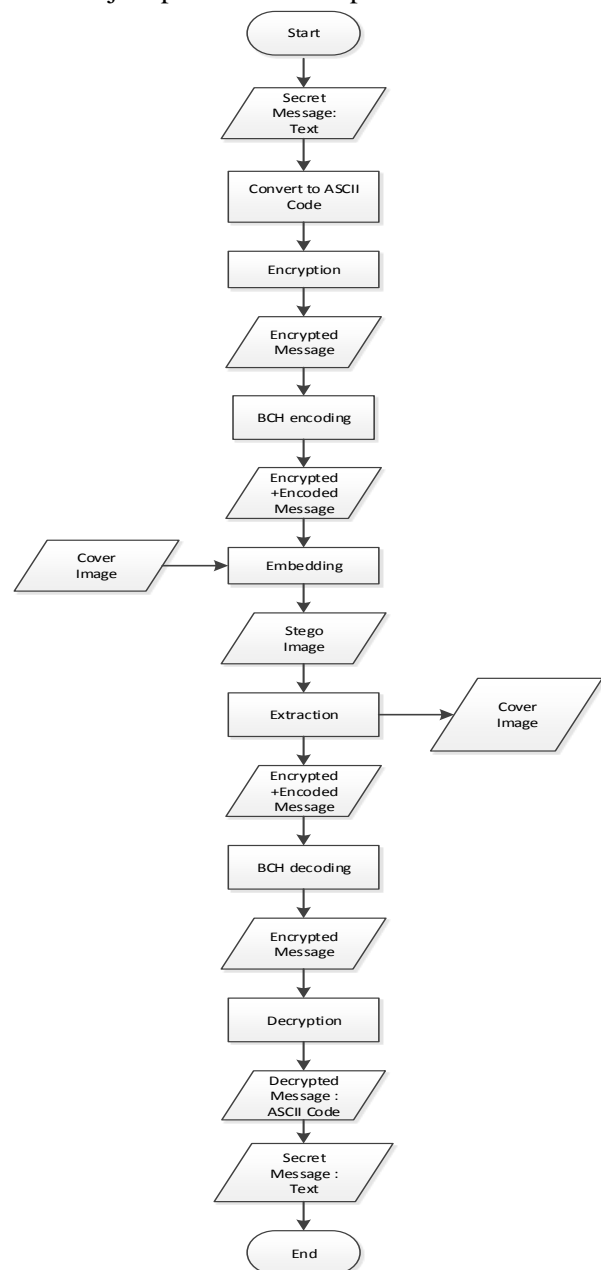 Start
Secret
Message:
Text
Convert to ASCII
Code
Encryption
Encrypted
Message
BCH encoding
Encrypted
+Encoded
Message
Cover
Image
Embedding
Stego
Image
Extraction
Cover
Image
Encrypted
+Encoded
Message
BCH decoding
Encrypted
Message
Decryption
Decrypted
Message :
ASCII Code
Secret
Message :
Text
End